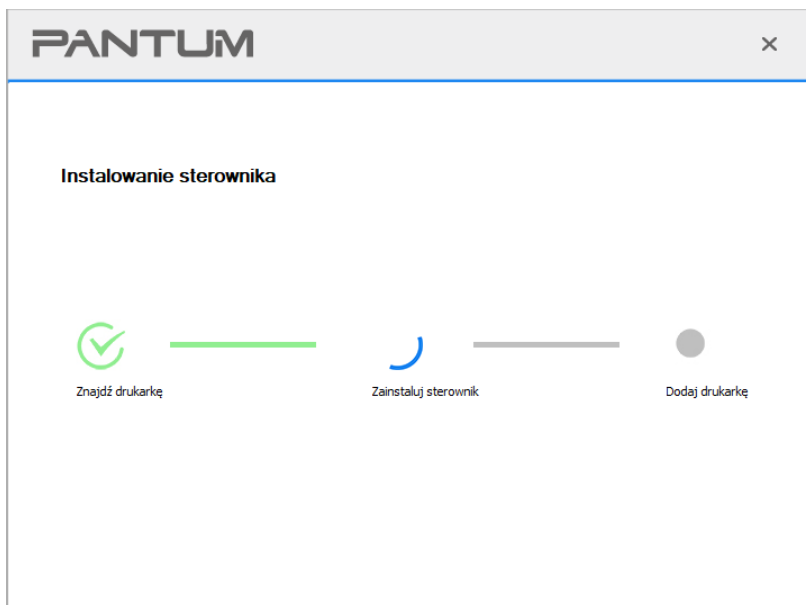 PANTUM
Instalowanie sterownika
Znajdź drukarkę
Zainstaluj sterownik
Dodaj drukarkę